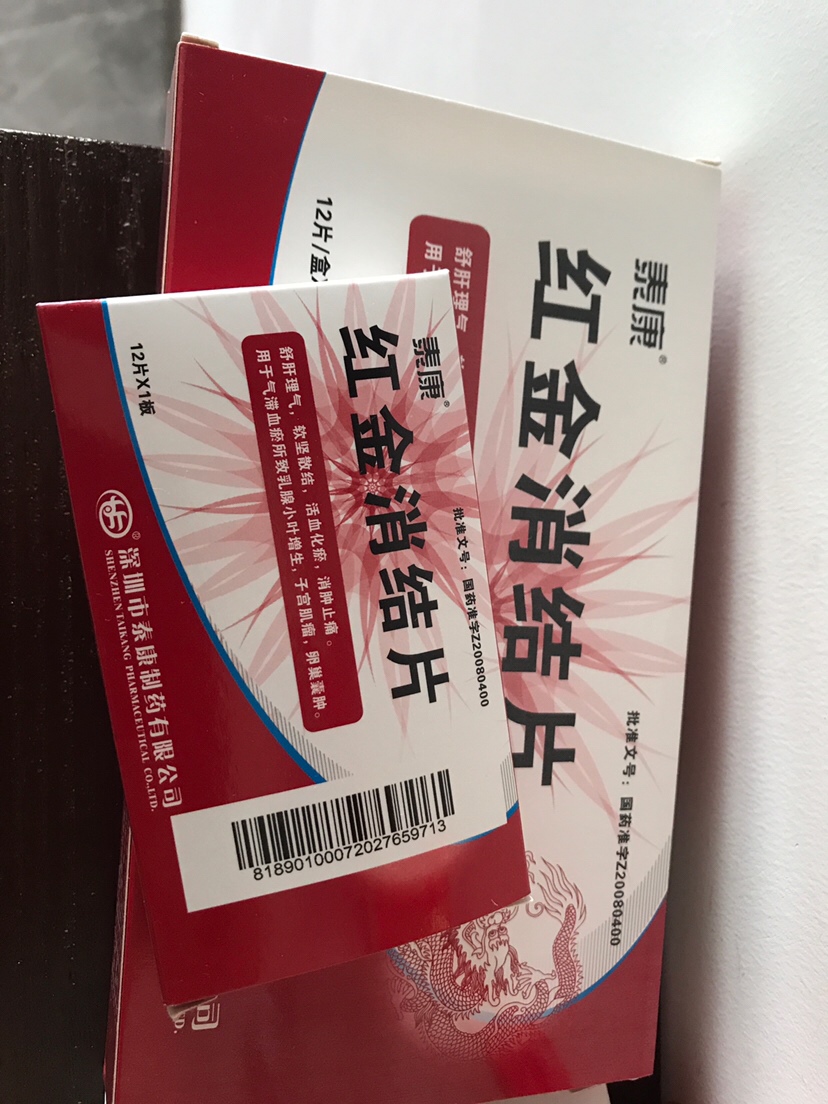 泰康®
红金消结片
批准文号：国药准字Z20080400
舒肝理气
用于
12片/盒
泰康®
红金消结片
批准文号：国药准字Z20080400
舒肝理气，软坚散结，活血化瘀，消肿止痛。
用于气滞血瘀所致乳腺小叶增生，子宫肌瘤，卵巢囊肿。
12片X1板
®深圳市泰康制药有限公司
SHENZHEN TAIKANG PHARMACEUTICAL CO.,LTD.
81890100072027659713
司
D.